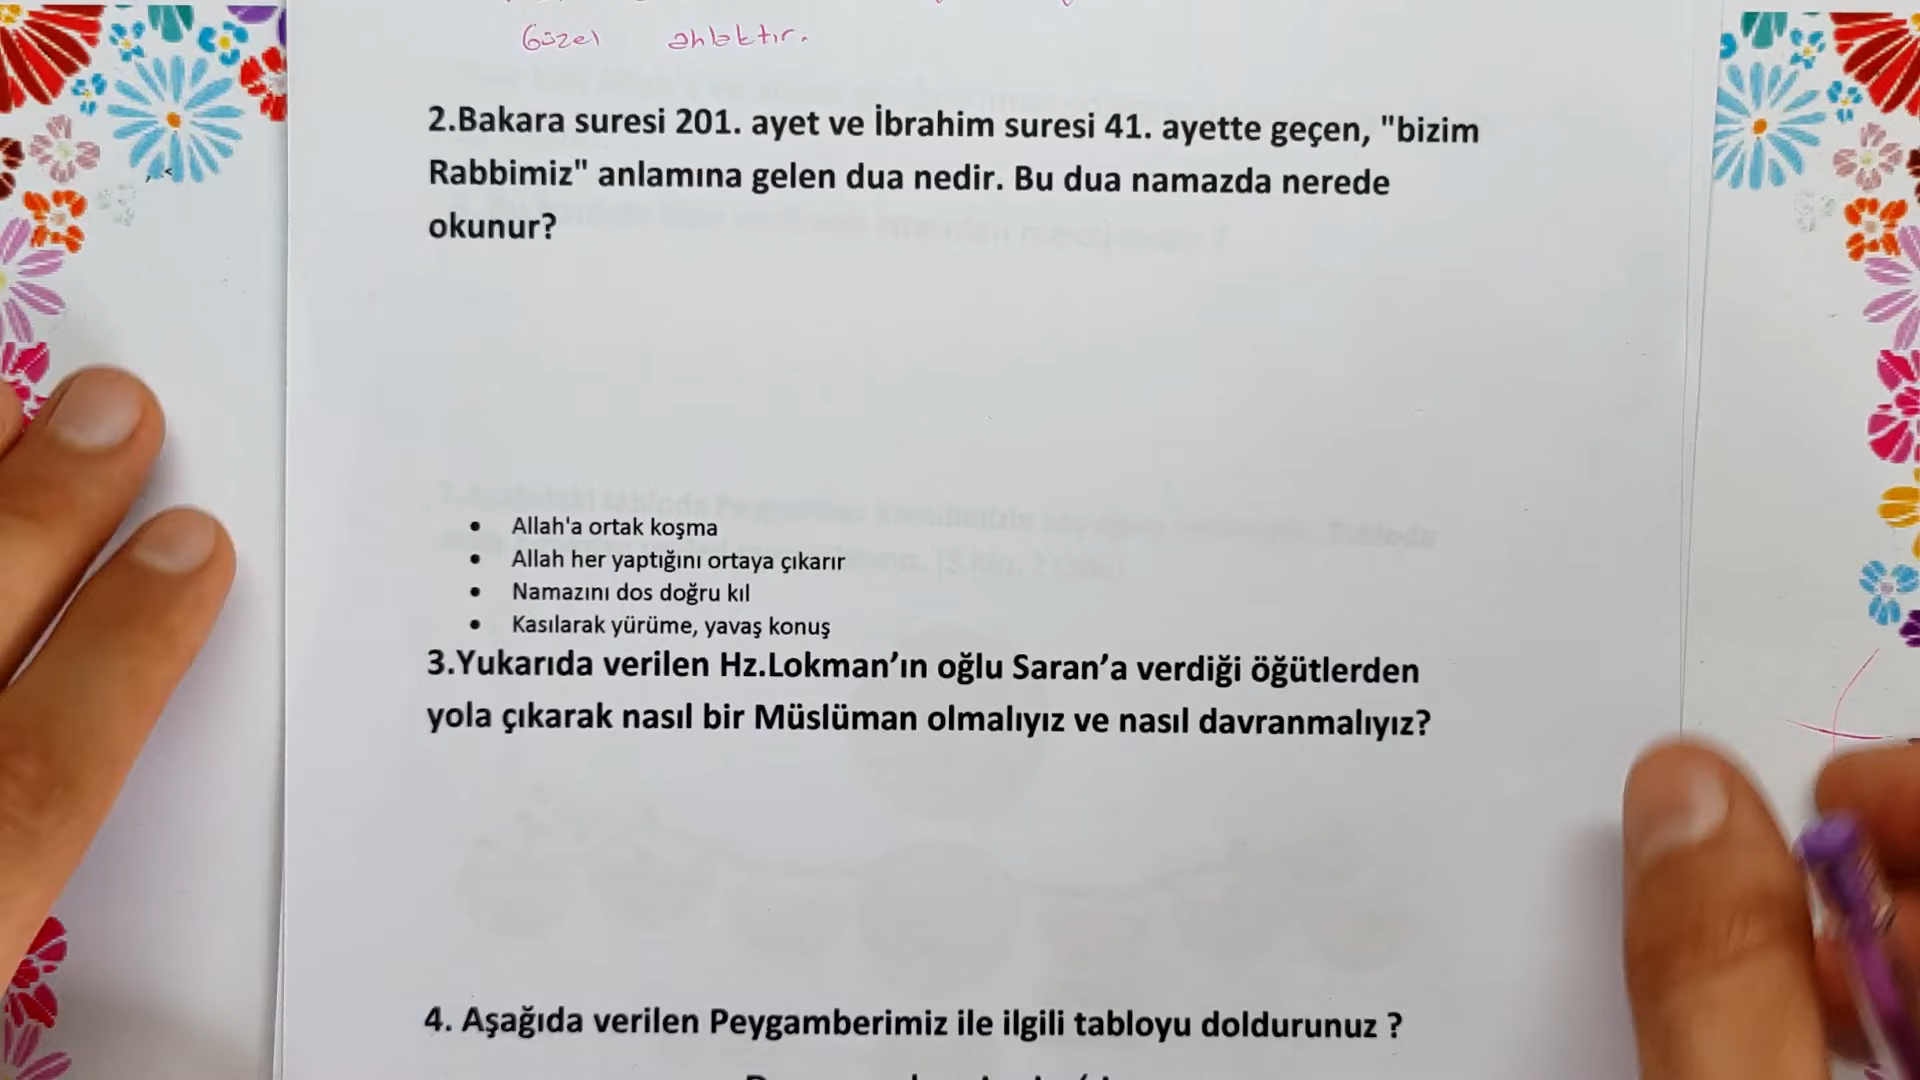 Güzel ahlaktır.
2.Bakara suresi 201. ayet ve İbrahim suresi 41. ayette geçen, "bizim
Rabbimiz" anlamına gelen dua nedir. Bu dua namazda nerede
okunur?
• Allah'a ortak koşma
• Allah her yaptığını ortaya çıkarır
• Namazını dos doğru kıl
• Kasılarak yürüme, yavaş konuş
3.Yukarıda verilen Hz.Lokman’ın oğlu Saran’a verdiği öğütlerden
yola çıkarak nasıl bir Müslüman olmalıyız ve nasıl davranmalıyız?
4. Aşağıda verilen Peygamberimiz ile ilgili tabloyu doldurunuz ?